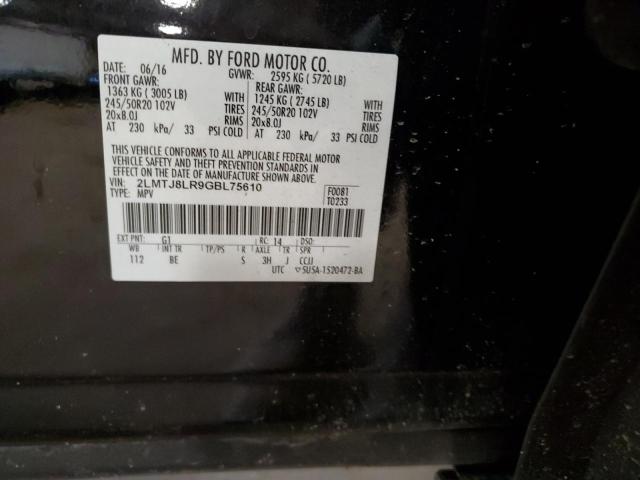 MFD. BY FORD MOTOR CO.
DATE: 06/16 GVWR: 2595 KG ( 5720 LB)
FRONT GAWR: REAR GAWR:
1363 KG ( 3005 LB) WITH 1245 KG ( 2745 LB) WITH
245/50R20 102V TIRES 245/50R20 102V TIRES
20x8.0J RIMS 20x8.0J RIMS
AT 230 kPa/ 33 PSI COLD AT 230 kPa/ 33 PSI COLD
THIS VEHICLE CONFORMS TO ALL APPLICABLE FEDERAL MOTOR
VEHICLE SAFETY AND THEFT PREVENTION STANDARDS IN
EFFECT ON THE DATE OF MANUFACTURE SHOWN ABOVE.
VIN: 2LMTJ8LR9GBL75610 F0081
TYPE: MPV T0233
EXT PNT: G1 RC: 14 DSO:
WB INT TR TP/PS R AXLE TR SPR
112 BE S 3H J CCJJ
UTC ▽5U5A-1520472-BA